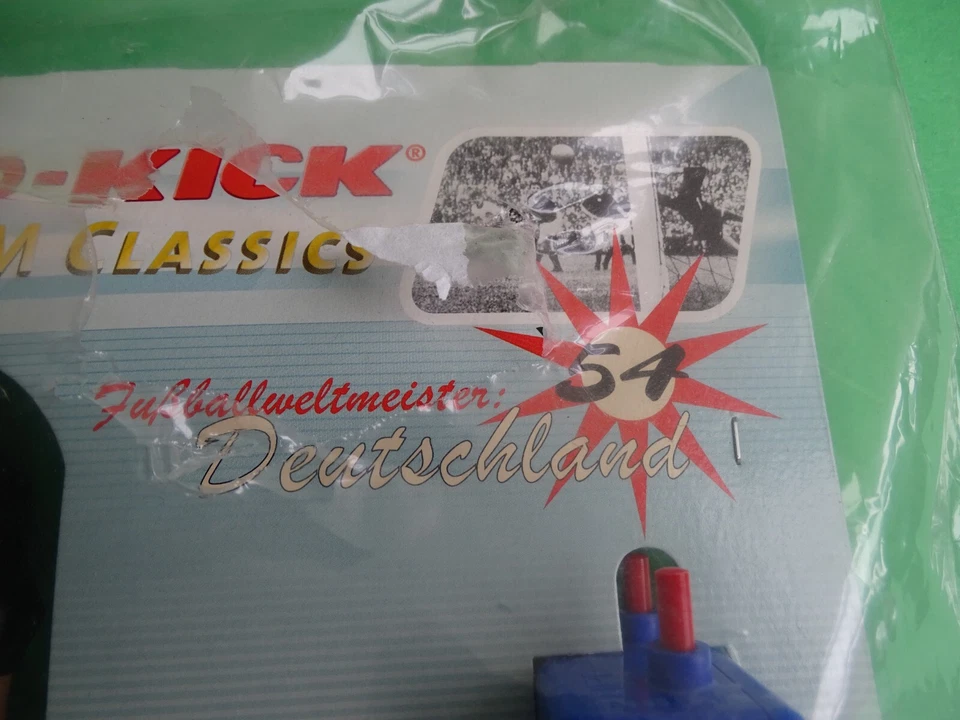 -KICK®
M CLASSICS
54
Fußballweltmeister:
Deutschland